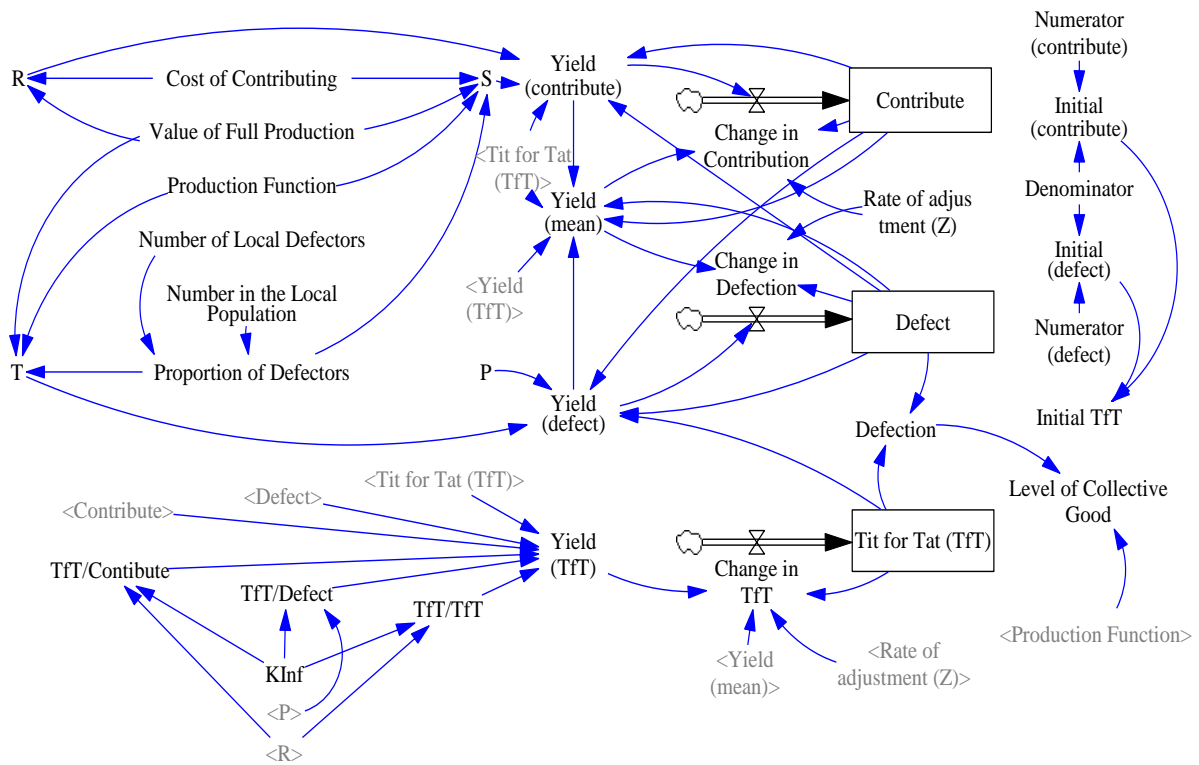 R
Cost of Contributing
S
Value of Full Production
Production Function
Number of Local Defectors
Number in the Local
Population
T
Proportion of Defectors
Yield
(contribute)
<Tit for Tat
(TfT)>
Yield
(mean)
<Yield
(TfT)>
P
Yield
(defect)
Contribute
Change in
Contribution
Rate of adjus
tment (Z)
Change in
Defection
Defect
Defection
Numerator
(contribute)
Initial
(contribute)
Denominator
Initial
(defect)
Numerator
(defect)
Initial TfT
Level of Collective
Good
<Production Function>
<Tit for Tat (TfT)>
<Defect>
<Contribute>
TfT/Contibute
TfT/Defect
TfT/TfT
KInf
<P>
<R>
Yield
(TfT)
Tit for Tat (TfT)
Change in
TfT
<Yield
(mean)>
<Rate of
adjustment (Z)>